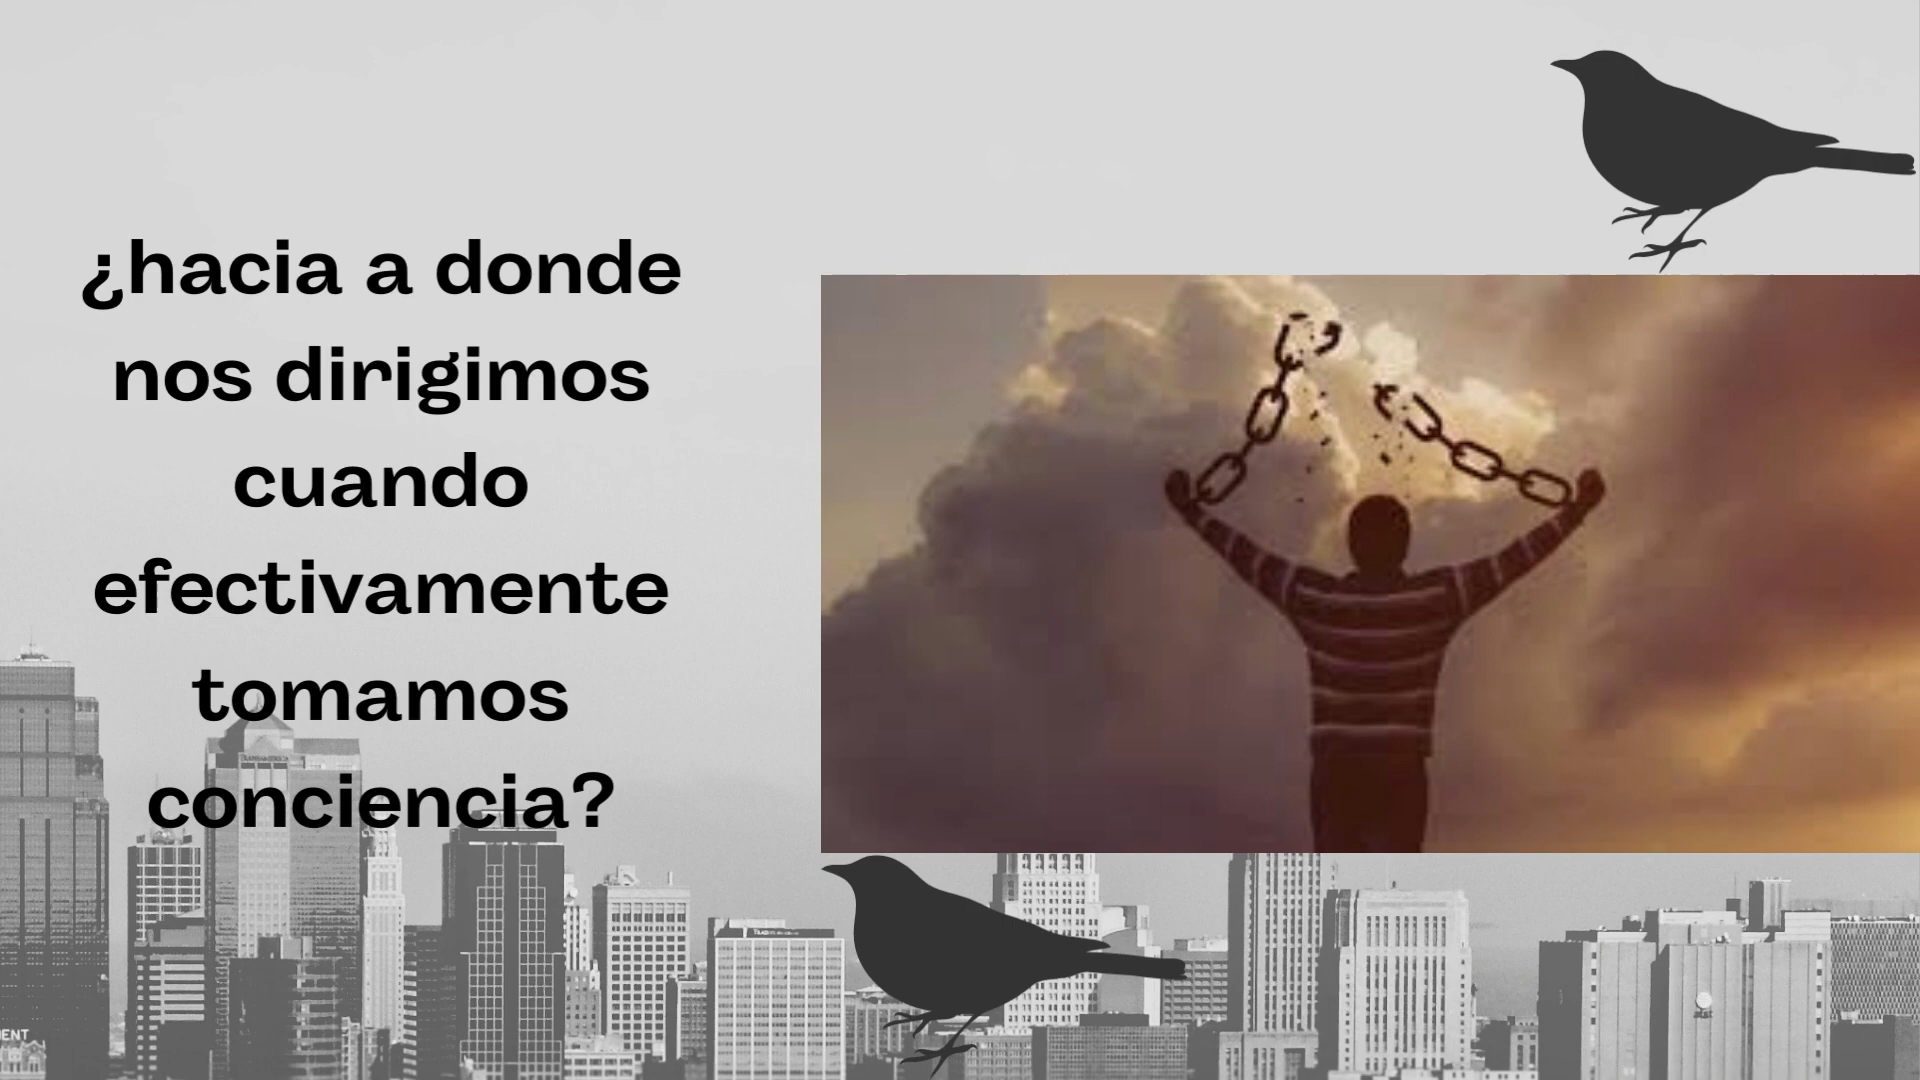 ¿hacia a donde
nos dirigimos
cuando
efectivamente
tomamos
conciencia?